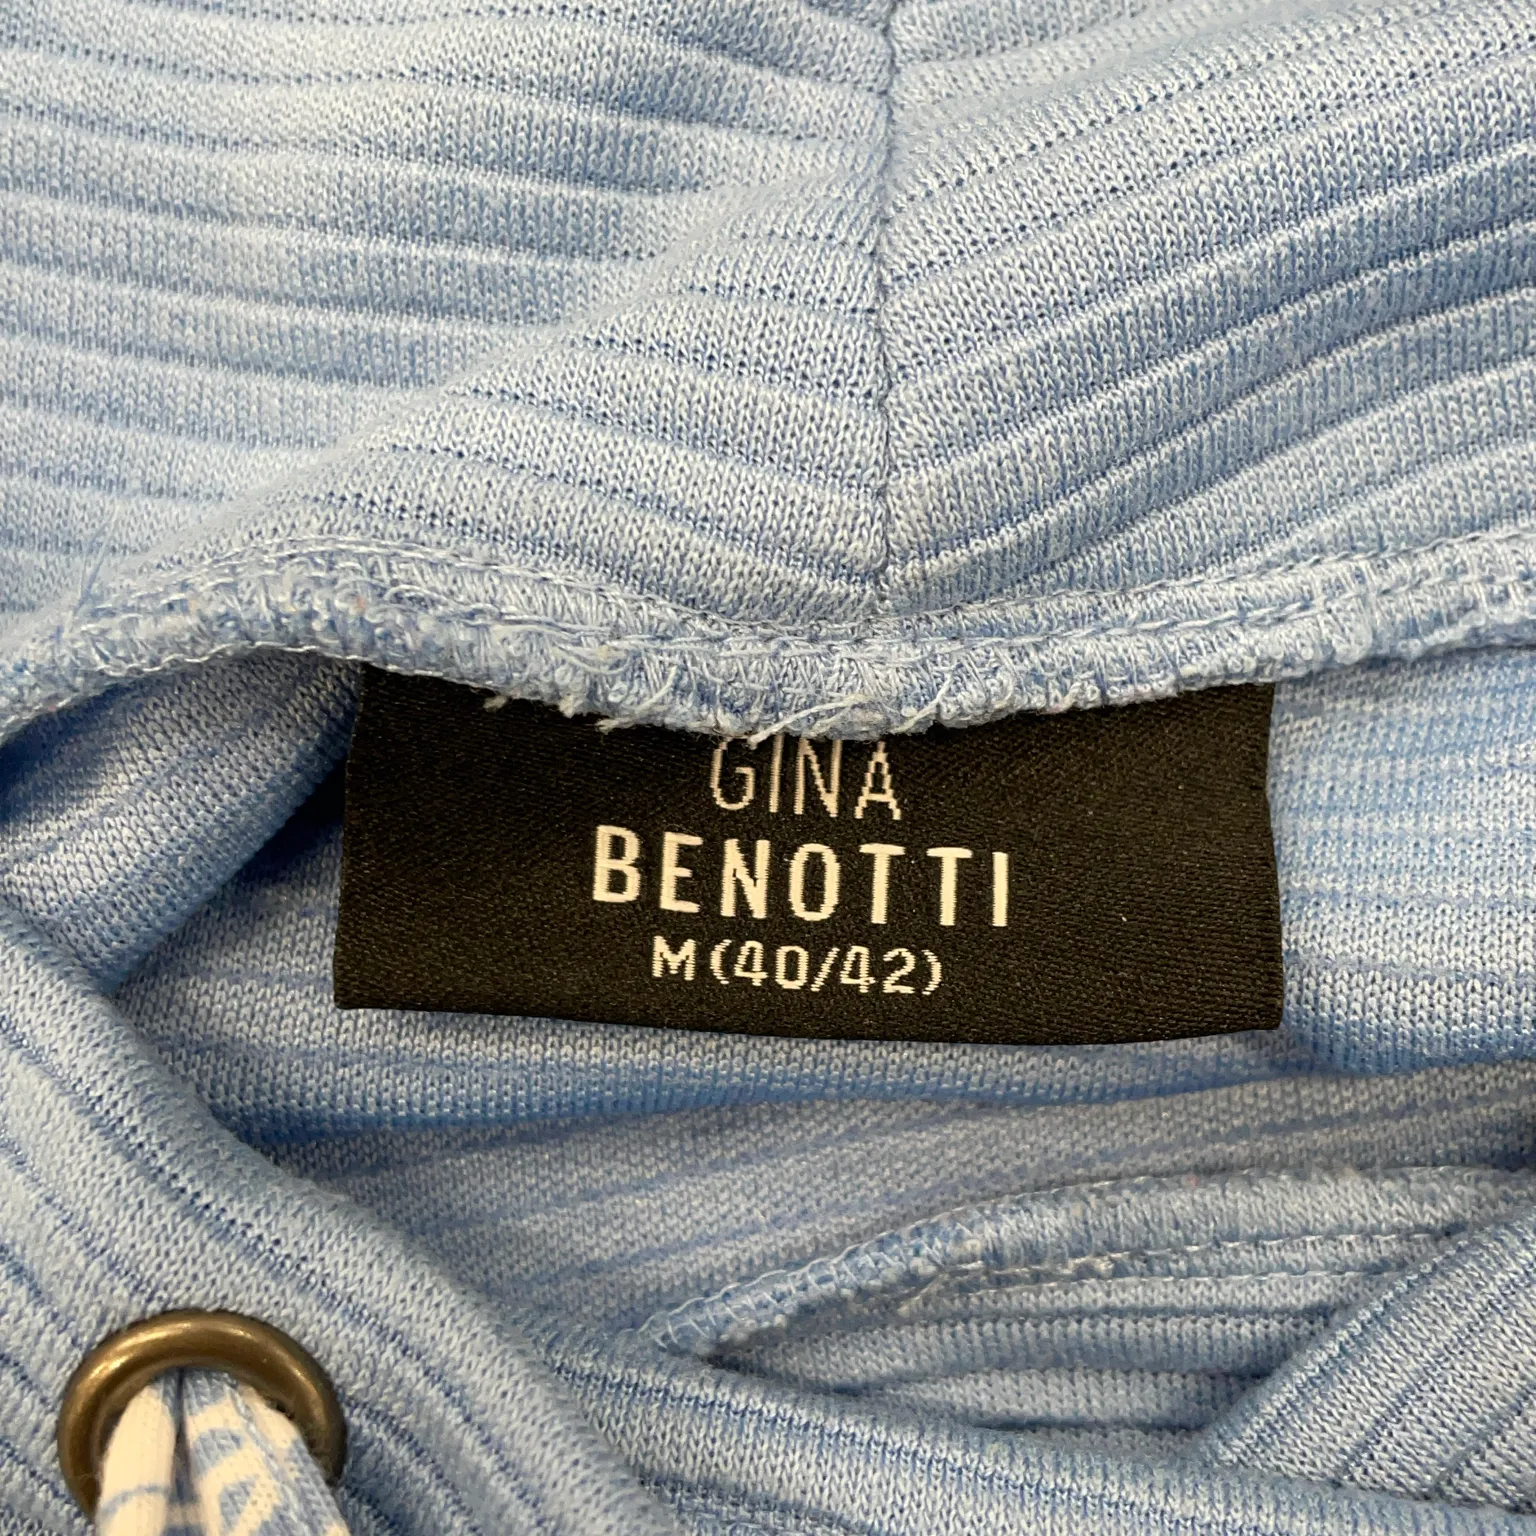 GINA
BENOTTI
M(40/42)